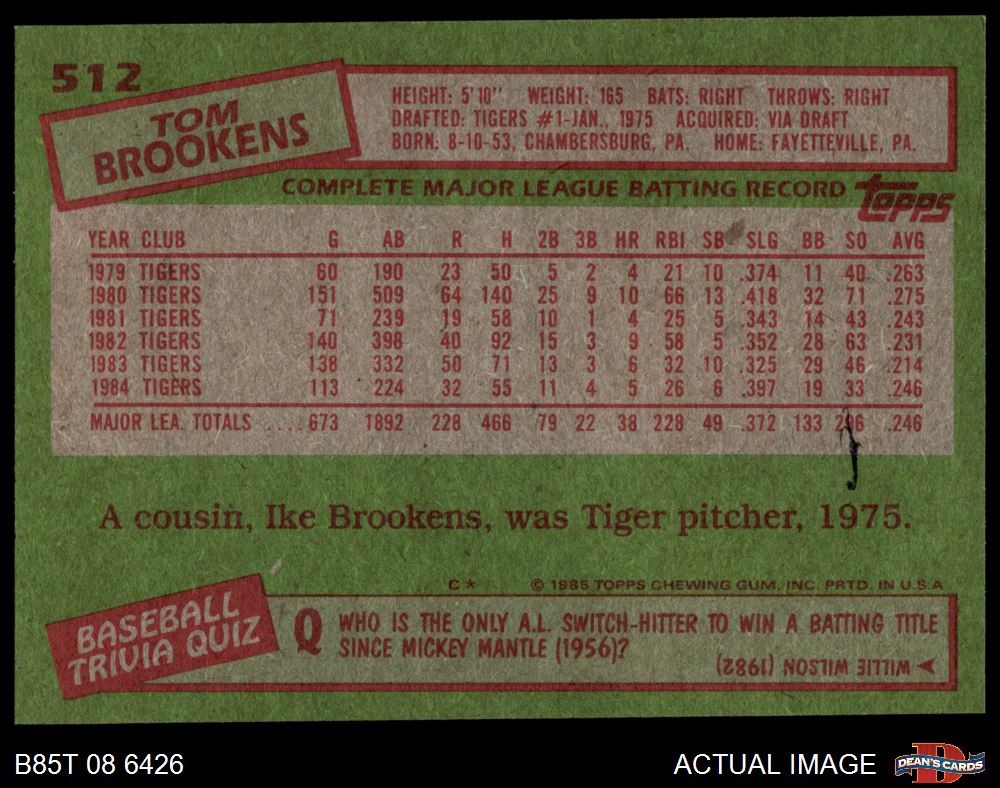 512
TOM
BROOKENS
HEIGHT: 5'10" WEIGHT: 165 BATS: RIGHT THROWS: RIGHT
DRAFTED: TIGERS #1-JAN., 1975 ACQUIRED: VIA DRAFT
BORN: 8-10-53, CHAMBERSBURG, PA. HOME: FAYETTEVILLE, PA.
COMPLETE MAJOR LEAGUE BATTING RECORD topps
YEAR CLUB G AB R H 2B 3B HR RBI SB SLG BB SO AVG
1979 TIGERS 60 190 23 50 5 2 4 21 10 .374 11 40 .263
1980 TIGERS 151 509 64 140 25 9 10 66 13 .418 32 71 .275
1981 TIGERS 71 239 19 58 10 1 4 25 5 .343 14 43 .243
1982 TIGERS 140 398 40 92 15 3 9 58 5 .352 28 63 .231
1983 TIGERS 138 332 50 71 13 3 6 32 10 .325 29 46 .214
1984 TIGERS 113 224 32 55 11 4 5 26 6 .397 19 33 .246
MAJOR LEA. TOTALS ....673 1892 228 466 79 22 38 228 49 .372 133 296 .246
A cousin, Ike Brookens, was Tiger pitcher, 1975.
C* © 1985 TOPPS CHEWING GUM, INC. PRTD. IN U.S.A
BASEBALL
TRIVIA QUIZ
Q WHO IS THE ONLY A.L. SWITCH-HITTER TO WIN A BATTING TITLE
SINCE MICKEY MANTLE (1956)?
WILLIE WILSON (1982)
B85T 08 6426
ACTUAL IMAGE
D
DEAN'S CARDS